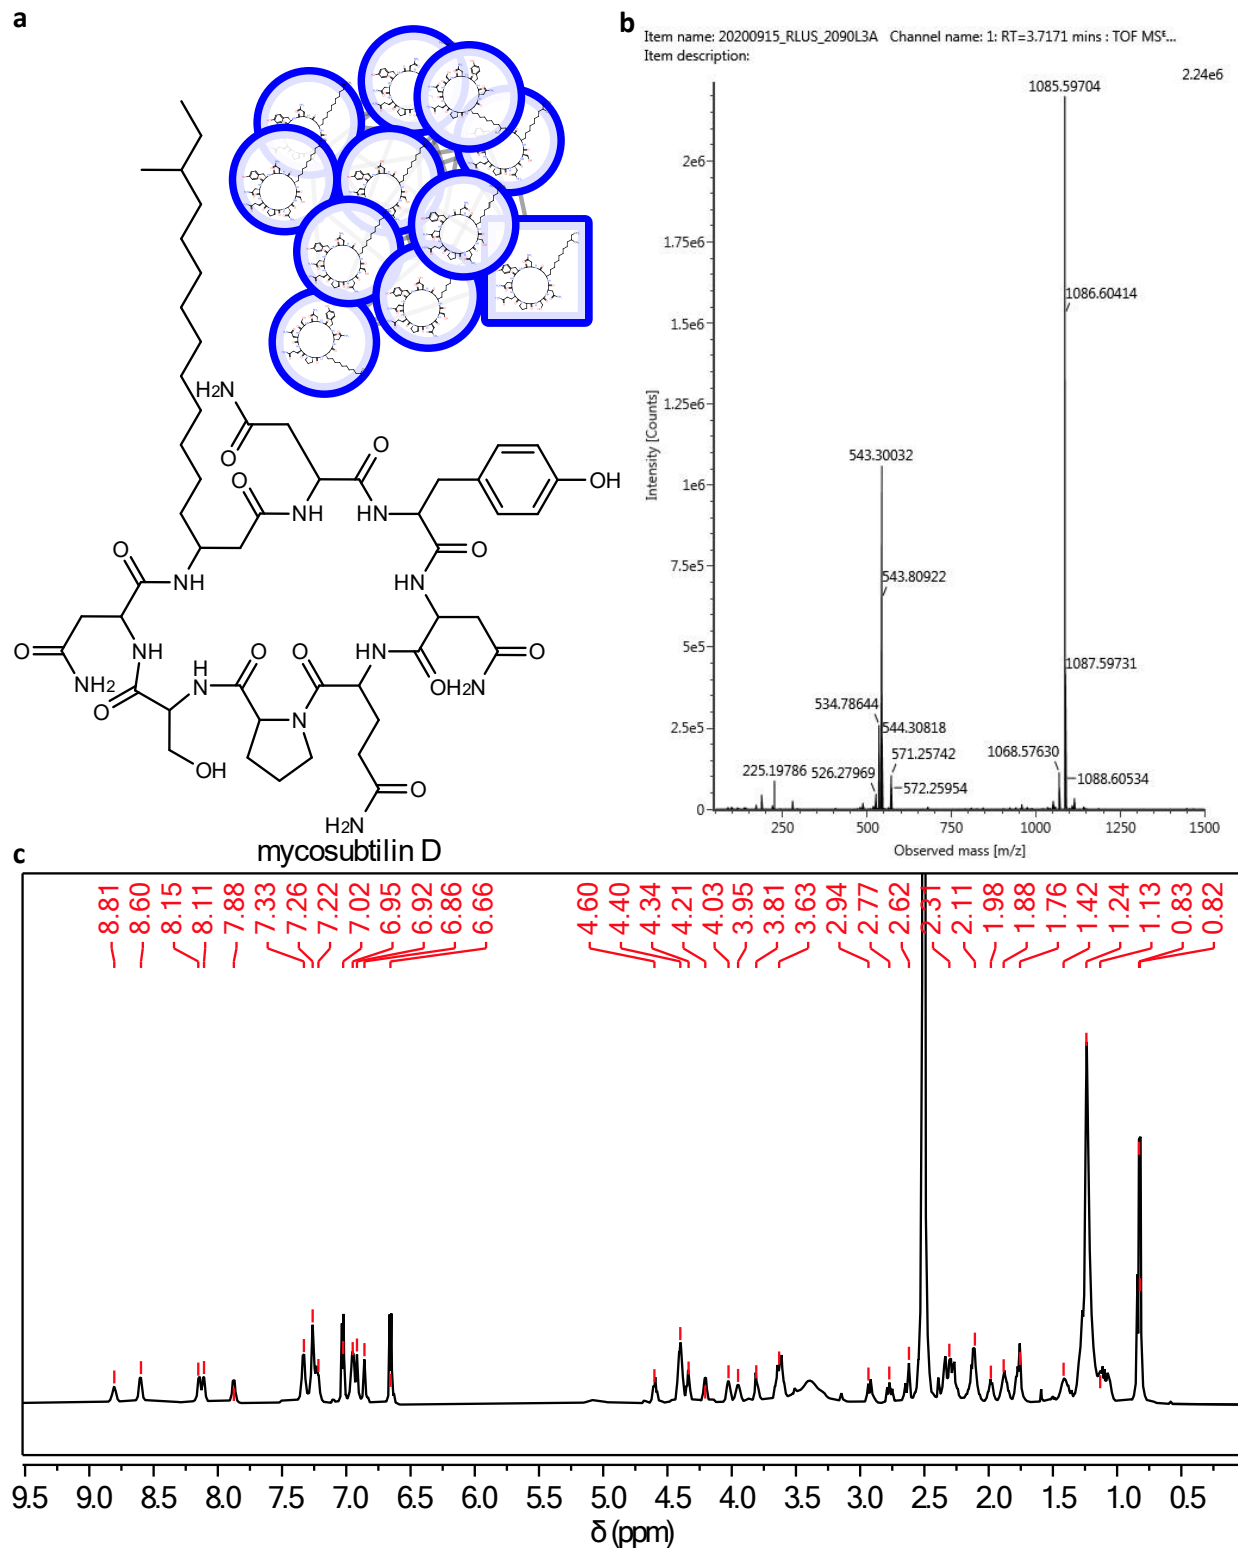 a
b
Item name: 20200915_RLUS_2090L3A Channel name: 1: RT=3.7171 mins : TOF MSᴱ...
Item description:
2.24e6
1085.59704
2e6
1.75e6
1086.60414
1.5e6
1.25e6
Intensity [Counts]
543.30032
1e6
7.5e5
543.80922
5e5
1087.59731
534.78644
2.5e5
544.30818
571.25742
1068.57630
225.19786
526.27969
572.25954
1088.60534
0
250
500
750
1000
1250
1500
Observed mass [m/z]
H2N
O
O
O
NH
HN
OH
O
O
NH
HN
O
NH
H
N
O
O
NH
O
O
NH2
O
N
O
OH2N
OH
O
H2N
mycosubtilin D
c
8.81
8.60
8.15
8.11
7.88
7.33
7.26
7.22
7.02
6.95
6.92
6.86
6.66
4.60
4.40
4.34
4.21
4.03
3.95
3.81
3.63
2.94
2.77
2.62
2.31
2.11
1.98
1.88
1.76
1.42
1.24
1.13
0.83
0.82
9.5 9.0 8.5 8.0 7.5 7.0 6.5 6.0 5.5 5.0 4.5 4.0 3.5 3.0 2.5 2.0 1.5 1.0 0.5
δ (ppm)